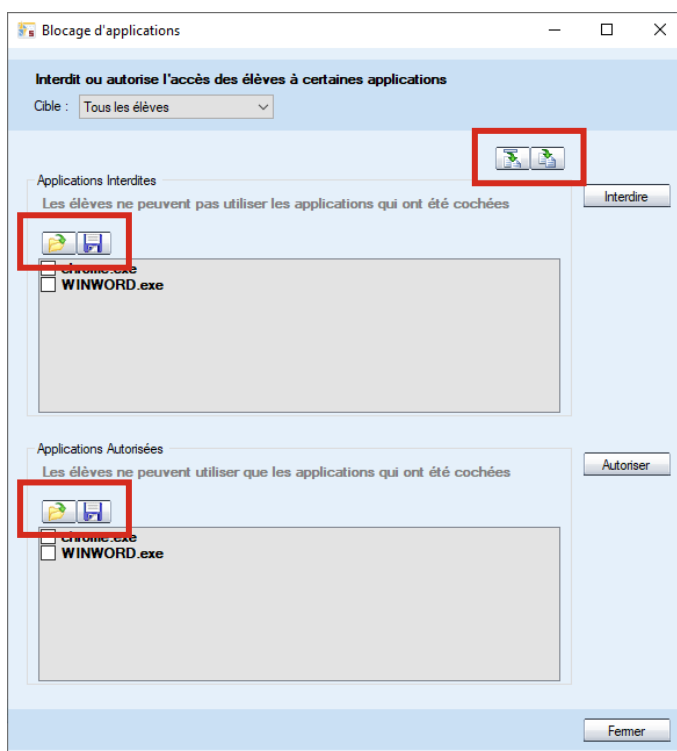 Blocage d'applications
Interdit ou autorise l'accès des élèves à certaines applications
Cible : Tous les élèves
Applications Interdites
Interdire
Les élèves ne peuvent pas utiliser les applications qui ont été cochées
chrome.exe
WINWORD.exe
Applications Autorisées
Autoriser
Les élèves ne peuvent utiliser que les applications qui ont été cochées
chrome.exe
WINWORD.exe
Fermer